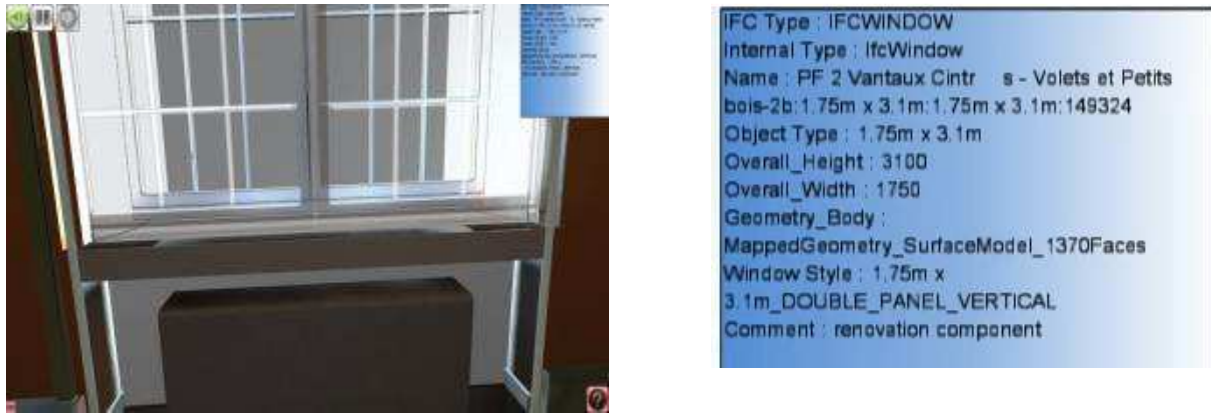 IFC Type : IFCWINDOW
Internal Type : IfcWindow
Name : PF 2 Vantaux Cintr s - Volets et Petits
bois-2b:1.75m x 3.1m:1.75m x 3.1m:149324
Object Type : 1.75m x 3.1m
Overall_Height : 3100
Overall_Width : 1750
Geometry_Body :
MappedGeometry_SurfaceModel_1370Faces
Window Style : 1.75m x
3.1m_DOUBLE_PANEL_VERTICAL
Comment : renovation component